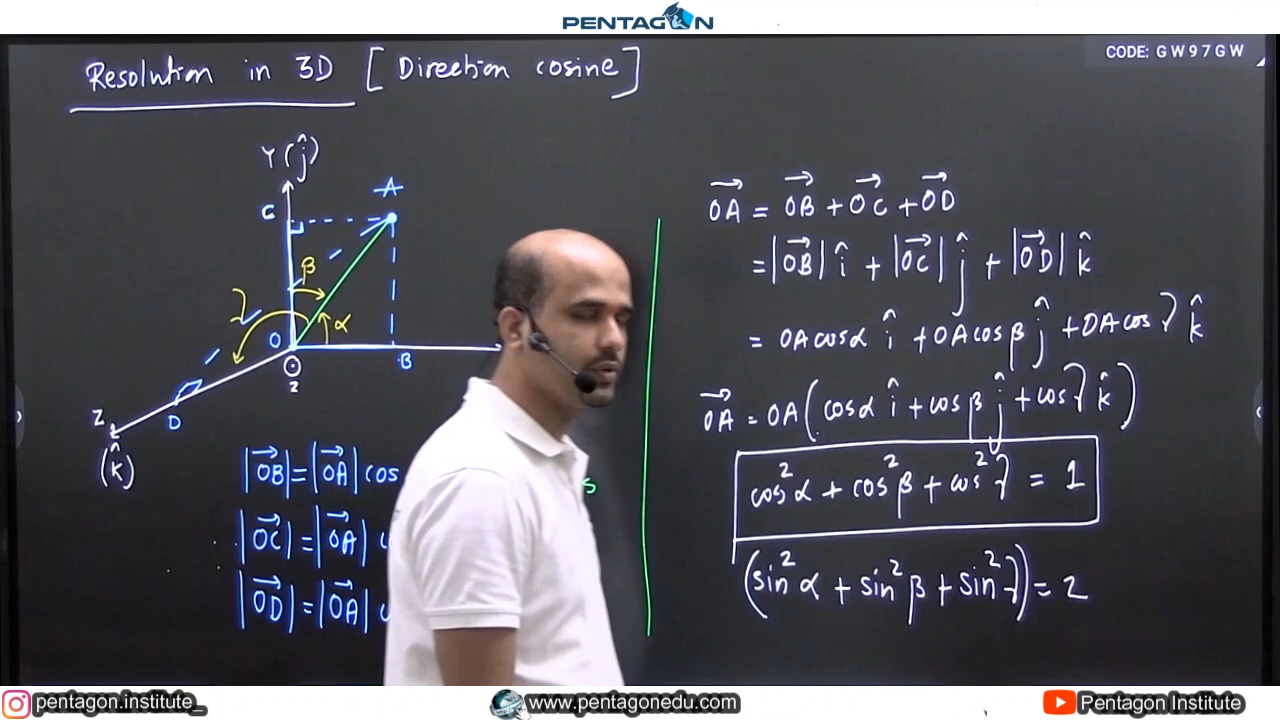 PENTAGON
CODE: GW97GW
Resolution in 3D [Direction cosine]
Y(ĵ)
C
A
β
γ
α
O
B
Z
D
Z
(k̂)
|OB⃗| = |OA⃗| cos
|OC⃗| = |OA⃗|
|OD⃗| = |OA⃗|
OA⃗ = OB⃗ + OC⃗ + OD⃗
= |OB⃗| î + |OC⃗| ĵ + |OD⃗| k̂
= OA cosα î + OA cosβ ĵ + OA cosγ k̂
OA⃗ = OA (cosα î + cosβ ĵ + cosγ k̂)
cos²α + cos²β + cos²γ = 1
(sin²α + sin²β + sin²γ) = 2
pentagon.institute_
www.pentagonedu.com
Pentagon Institute